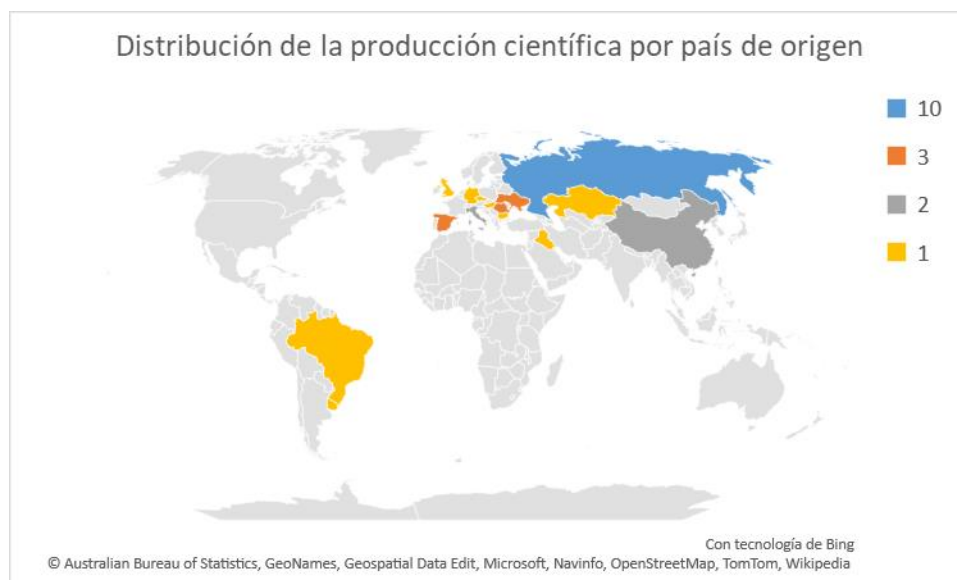 Distribución de la producción científica por país de origen
10
3
2
1
Con tecnología de Bing
© Australian Bureau of Statistics, GeoNames, Geospatial Data Edit, Microsoft, Navinfo, OpenStreetMap, TomTom, Wikipedia